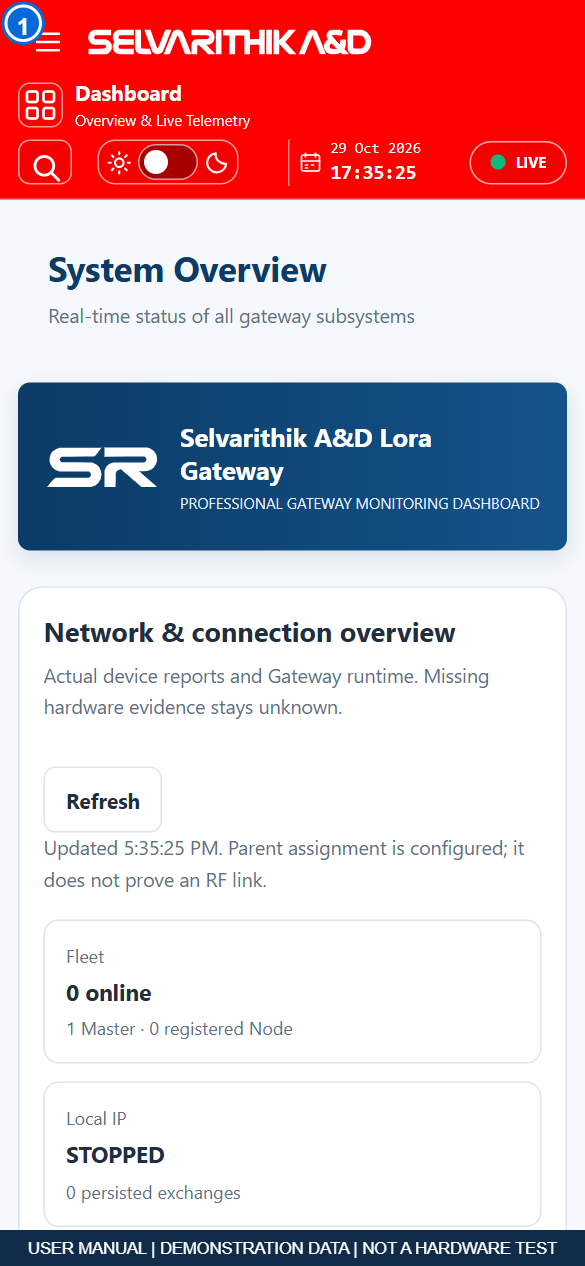 1
SELVARITHIK A&D
Dashboard
Overview & Live Telemetry
29 Oct 2026
17:35:25
LIVE
System Overview
Real-time status of all gateway subsystems
SR
Selvarithik A&D Lora
Gateway
PROFESSIONAL GATEWAY MONITORING DASHBOARD
Network & connection overview
Actual device reports and Gateway runtime. Missing
hardware evidence stays unknown.
Refresh
Updated 5:35:25 PM. Parent assignment is configured; it
does not prove an RF link.
Fleet
0 online
1 Master · 0 registered Node
Local IP
STOPPED
0 persisted exchanges
USER MANUAL | DEMONSTRATION DATA | NOT A HARDWARE TEST